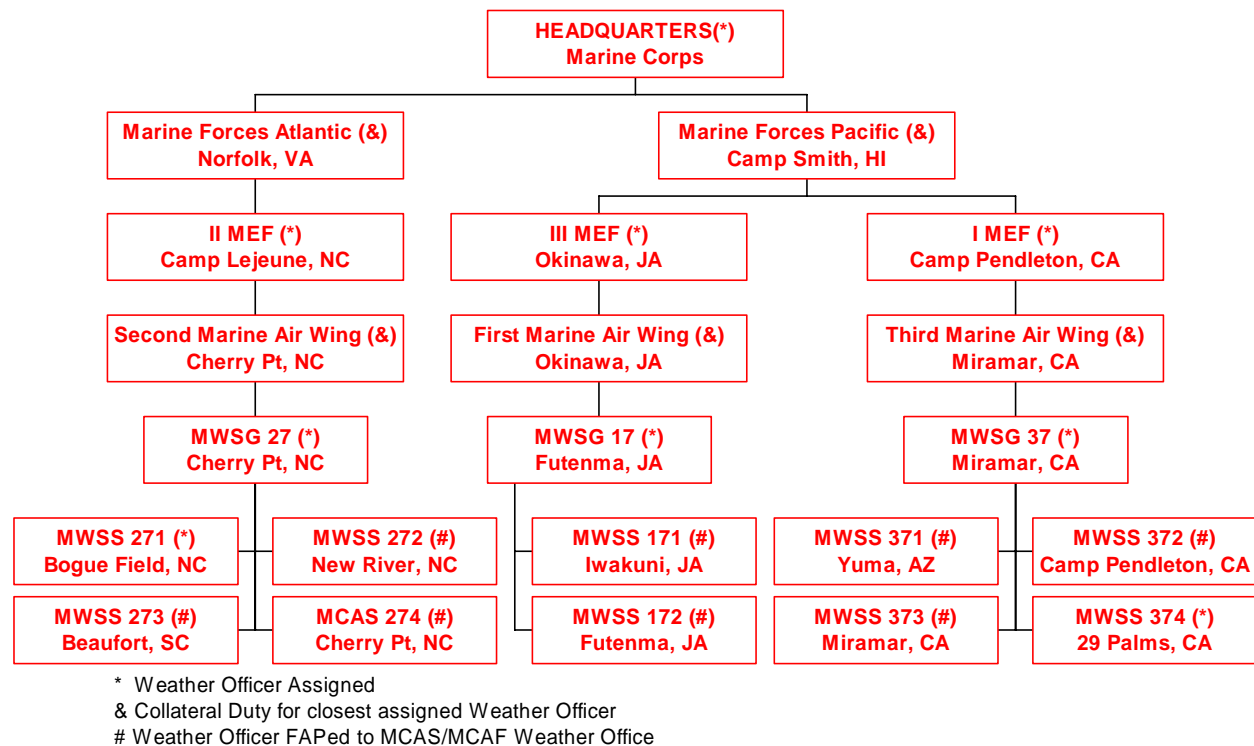 HEADQUARTERS(*)
Marine Corps
Marine Forces Atlantic (&)
Norfolk, VA
Marine Forces Pacific (&)
Camp Smith, HI
II MEF (*)
Camp Lejeune, NC
III MEF (*)
Okinawa, JA
I MEF (*)
Camp Pendleton, CA
Second Marine Air Wing (&)
Cherry Pt, NC
First Marine Air Wing (&)
Okinawa, JA
Third Marine Air Wing (&)
Miramar, CA
MWSG 27 (*)
Cherry Pt, NC
MWSG 17 (*)
Futenma, JA
MWSG 37 (*)
Miramar, CA
MWSS 271 (*)
Bogue Field, NC
MWSS 272 (#)
New River, NC
MWSS 171 (#)
Iwakuni, JA
MWSS 371 (#)
Yuma, AZ
MWSS 372 (#)
Camp Pendleton, CA
MWSS 273 (#)
Beaufort, SC
MCAS 274 (#)
Cherry Pt, NC
MWSS 172 (#)
Futenma, JA
MWSS 373 (#)
Miramar, CA
MWSS 374 (*)
29 Palms, CA
* Weather Officer Assigned
& Collateral Duty for closest assigned Weather Officer
# Weather Officer FAPed to MCAS/MCAF Weather Office